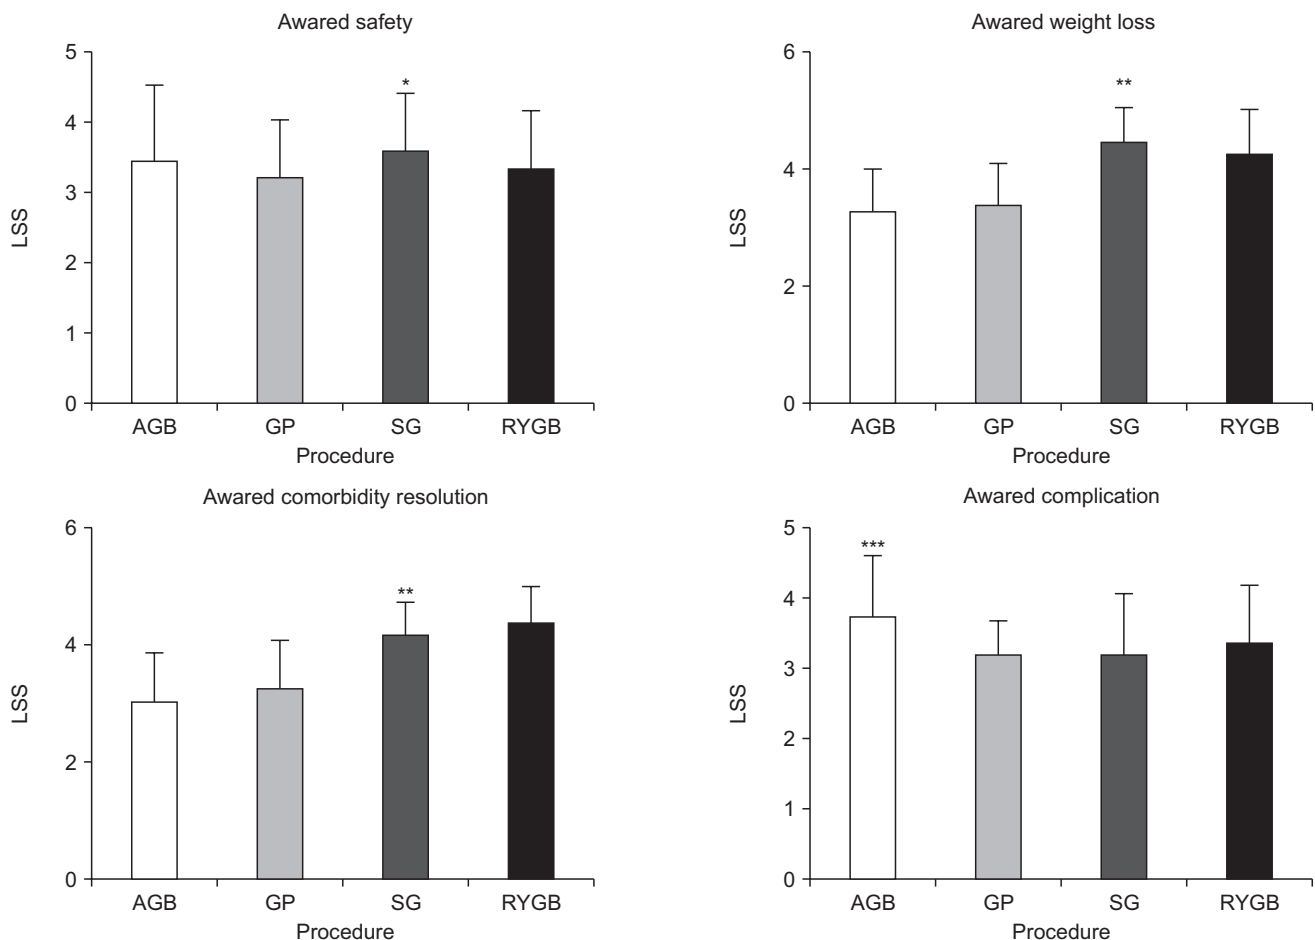 Awared safety
5
4
3
2
1
0
LSS
*
AGB GP SG RYGB
Procedure
Awared weight loss
6
4
2
0
LSS
**
AGB GP SG RYGB
Procedure
Awared comorbidity resolution
6
4
2
0
LSS
**
AGB GP SG RYGB
Procedure
Awared complication
5
4
3
2
1
0
LSS
***
AGB GP SG RYGB
Procedure